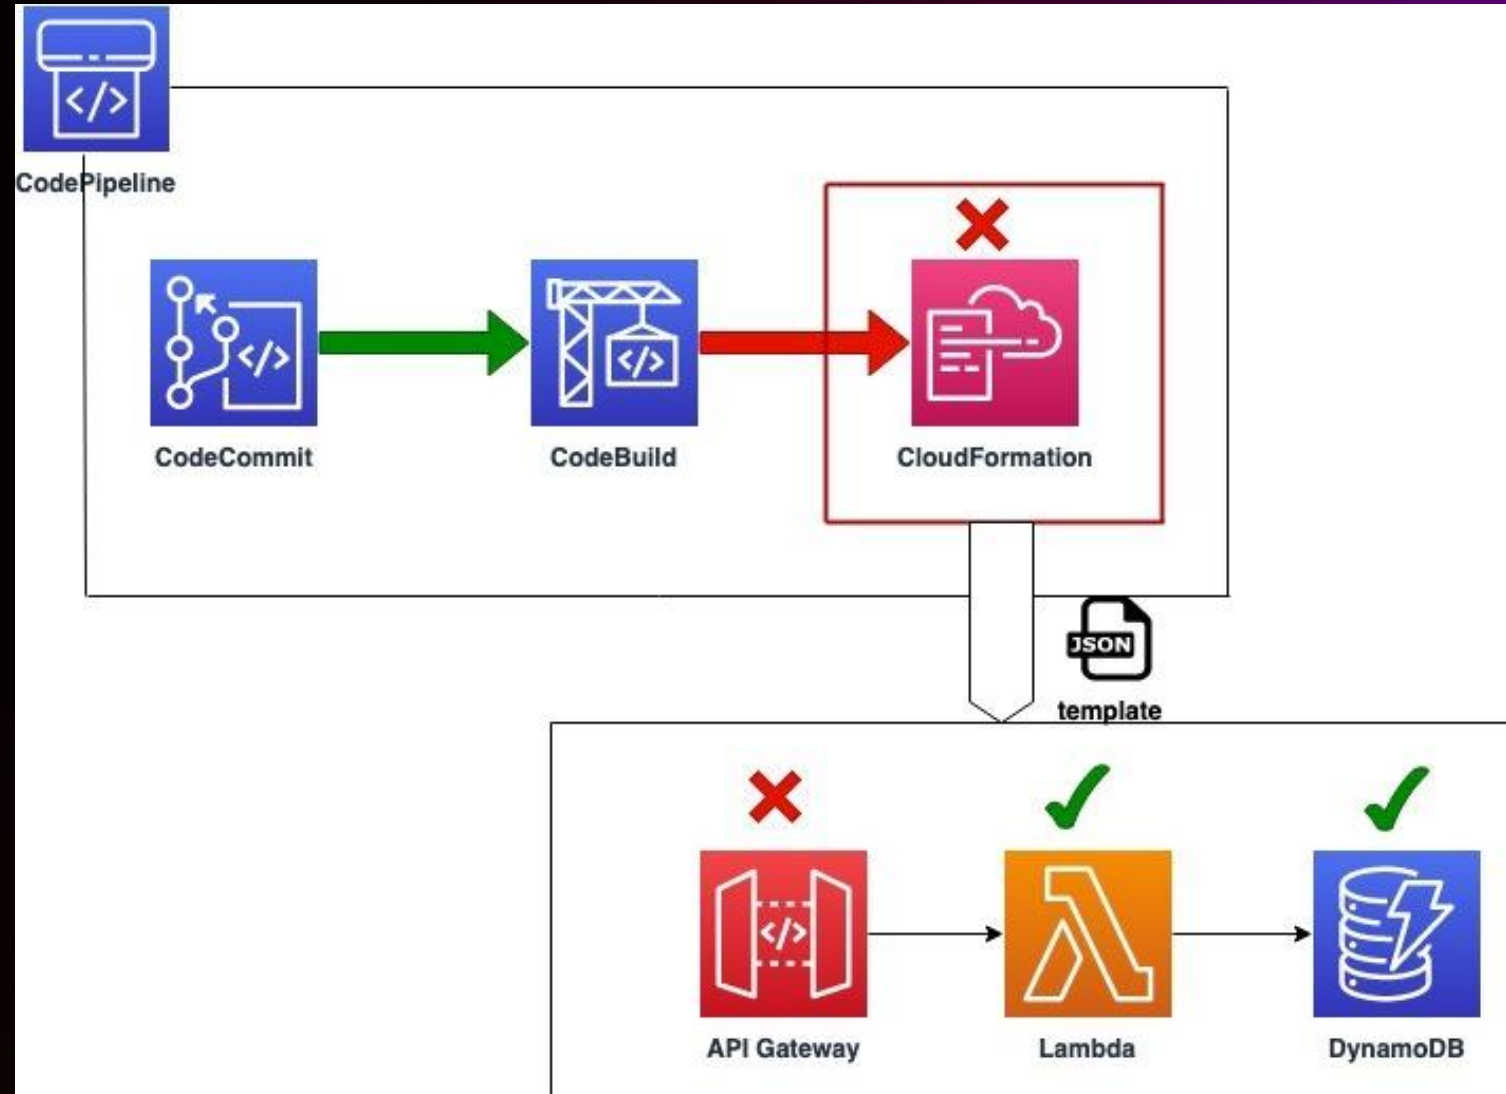 </>
CodePipeline
</>
</>
CodeCommit
CodeBuild
CloudFormation
JSON
template
</>
API Gateway
Lambda
DynamoDB